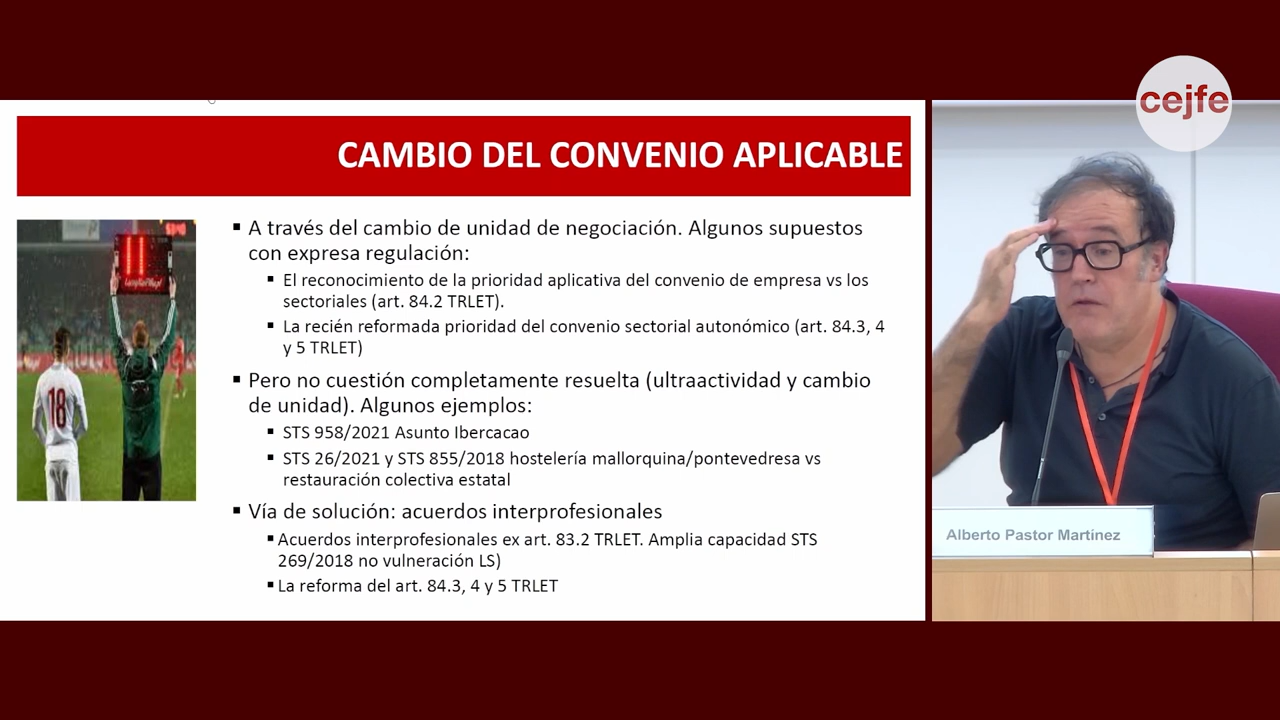 cejfe
CAMBIO DEL CONVENIO APLICABLE
▪ A través del cambio de unidad de negociación. Algunos supuestos
con expresa regulación:
▪ El reconocimiento de la prioridad aplicativa del convenio de empresa vs los
sectoriales (art. 84.2 TRLET).
▪ La recién reformada prioridad del convenio sectorial autonómico (art. 84.3, 4
y 5 TRLET)
▪ Pero no cuestión completamente resuelta (ultraactividad y cambio
de unidad). Algunos ejemplos:
▪ STS 958/2021 Asunto Ibercacao
▪ STS 26/2021 y STS 855/2018 hostelería mallorquina/pontevedresa vs
restauración colectiva estatal
▪ Vía de solución: acuerdos interprofesionales
▪ Acuerdos interprofesionales ex art. 83.2 TRLET. Amplia capacidad STS
269/2018 no vulneración LS)
▪ La reforma del art. 84.3, 4 y 5 TRLET
18
Alberto Pastor Martínez